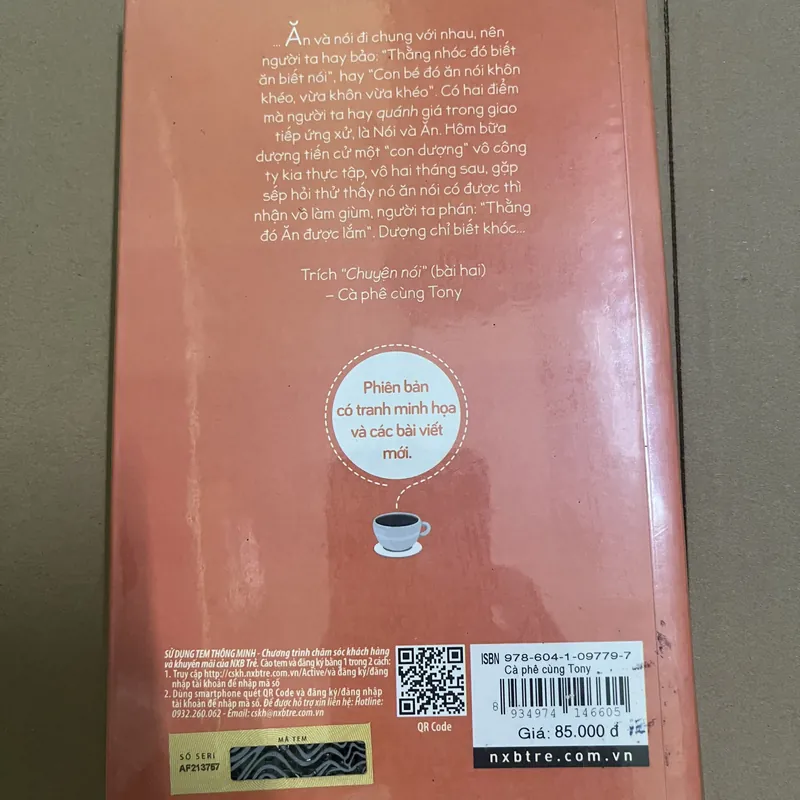 ... Ăn và nói đi chung với nhau, nên
người ta hay bảo: "Thằng nhóc đó biết
ăn biết nói", hay "Con bé đó ăn nói khôn
khéo, vừa khôn vừa khéo". Có hai điểm
mà người ta hay quánh giá trong giao
tiếp ứng xử, là Nói và Ăn. Hôm bữa
dượng tiến cử một "con dượng" vô công
ty kia thực tập, vô hai tháng sau, gặp
sếp hỏi thử thấy nó ăn nói có được thì
nhận vỏ làm giùm, người ta phán: "Thằng
đó Ăn được lắm". Dượng chỉ biết khóc...
Trích "Chuyện nói" (bài hai)
– Cà phê cùng Tony
Phiên bản
có tranh minh họa
và các bài viết
mới.
SỬ DỤNG TEM THÔNG MINH - Chương trình chăm sóc khách hàng
và khuyến mãi của NXB Trẻ. Cào tem và đăng ký bằng 1 trong 2 cách:
1. Truy cập http://cskh.nxbtre.com.vn/Active/và đăng ký/đăng
nhập tài khoản để nhập mã số
2. Dùng smartphone quét QR Code và đăng ký/đăng nhập
tài khoản để nhập mã số. Để được hỗ trợ xin liên hệ: Hotline:
0932.260.062 - Email: cskh@nxbtre.com.vn
MÃ TEM
SỐ SERI
AF213757
QR Code
ISBN 978-604-1-09779-7
Cà phê cùng Tony
8 934974 146605
Giá: 85.000 đ
nxbtre.com.vn